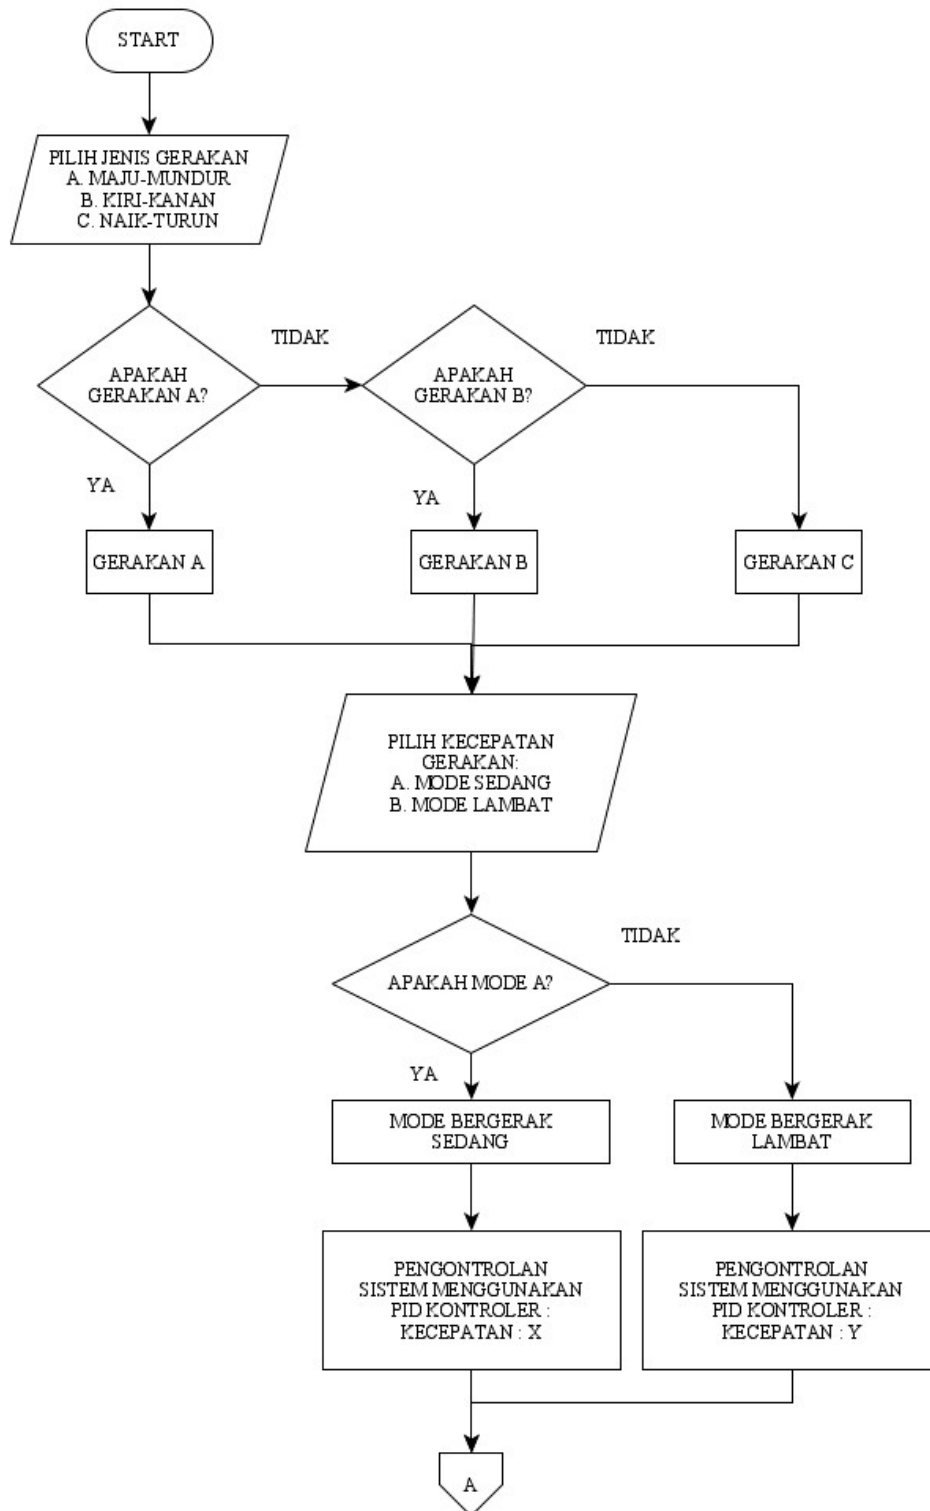 START
PILIH JENIS GERAKAN
A. MAJU-MUNDUR
B. KIRI-KANAN
C. NAIK-TURUN
TIDAK
TIDAK
APAKAH
GERAKAN A?
APAKAH
GERAKAN B?
YA
YA
GERAKAN A
GERAKAN B
GERAKAN C
PILIH KECEPATAN
GERAKAN:
A. MODE SEDANG
B. MODE LAMBAT
TIDAK
APAKAH MODE A?
YA
MODE BERGERAK
SEDANG
MODE BERGERAK
LAMBAT
PENGONTROLAN
SISTEM MENGGUNAKAN
PID KONTROLER :
KECEPATAN : X
PENGONTROLAN
SISTEM MENGGUNAKAN
PID KONTROLER :
KECEPATAN : Y
A